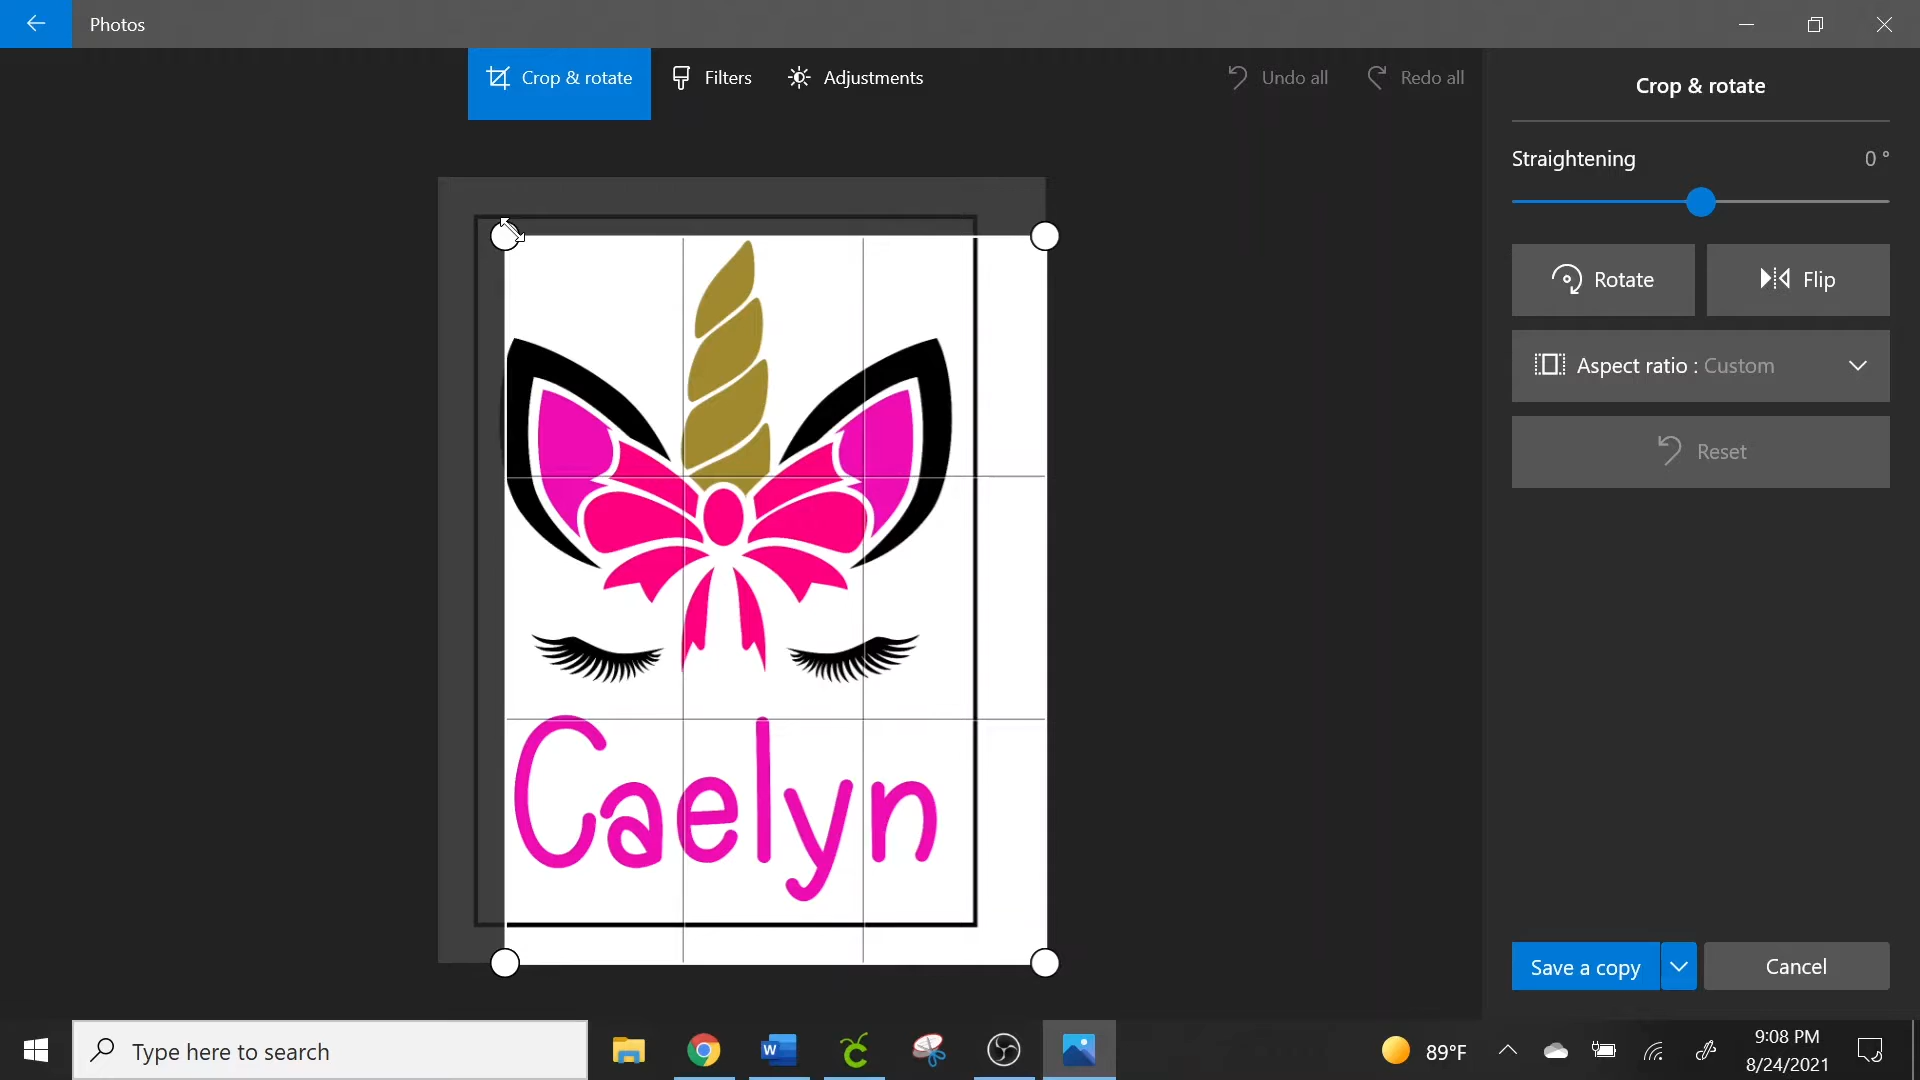 Photos
Crop & rotate
Filters
Adjustments
Undo all
Redo all
Crop & rotate
Straightening
0 °
Rotate
Flip
Aspect ratio : Custom
Reset
Caelyn
Save a copy
Cancel
Type here to search
W
89°F
9:08 PM
8/24/2021